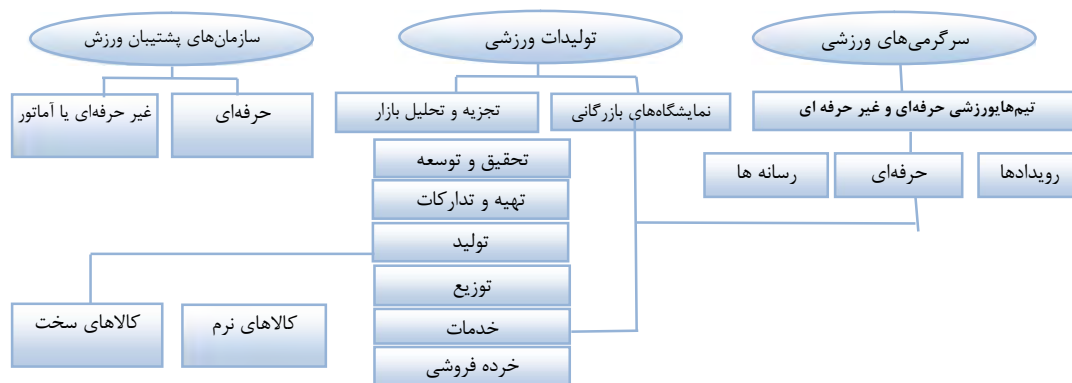 سرگرمی‌های ورزشی
تولیدات ورزشی
سازمان‌های پشتیبان ورزش
تیم‌هایورزشی حرفه‌ای و غیر حرفه ای
نمایشگاه‌های بازرگانی
تجزیه و تحلیل بازار
حرفه‌ای
غیر حرفه‌ای یا آماتور
رویدادها
حرفه‌ای
رسانه ها
تحقیق و توسعه
تهیه و تدارکات
تولید
توزیع
خدمات
خرده فروشی
کالاهای نرم
کالاهای سخت